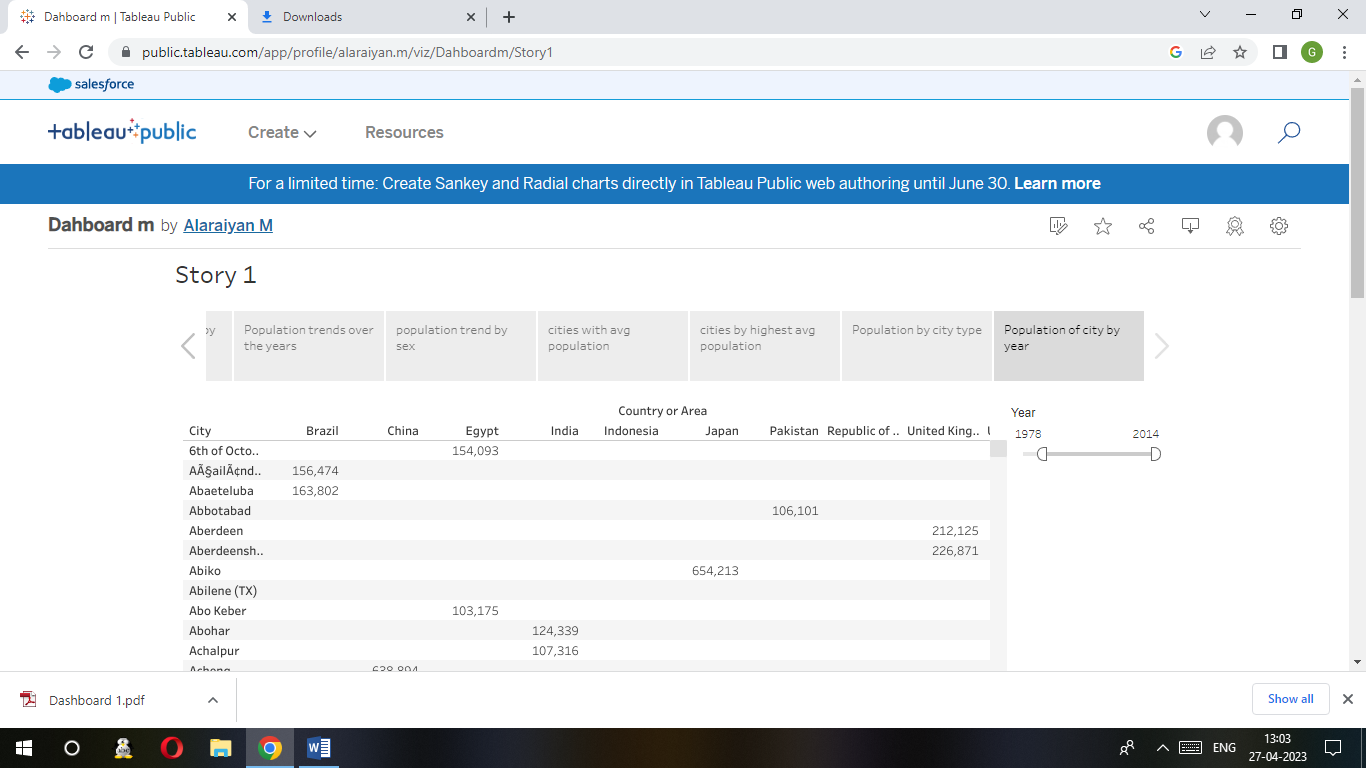 Dahboard m | Tableau Public
Downloads
public.tableau.com/app/profile/alaraiyan.m/viz/Dahboardm/Story1
G
salesforce
+ableau public
Create
Resources
For a limited time: Create Sankey and Radial charts directly in Tableau Public web authoring until June 30. Learn more
Dahboard m by Alaraiyan M
Story 1
by
Population trends over the years
population trend by sex
cities with avg population
cities by highest avg population
Population by city type
Population of city by year
Country or Area
City Brazil China Egypt India Indonesia Japan Pakistan Republic of .. United King..
6th of Octo.. 154,093
AÃ§ailÃ¢nd.. 156,474
Abaeteluba 163,802
Abbotabad 106,101
Aberdeen 212,125
Aberdeensh.. 226,871
Abiko 654,213
Abilene (TX)
Abo Keber 103,175
Abohar 124,339
Achalpur 107,316
Acheng 638,894
Year
1978 2014
Dashboard 1.pdf
Show all
ENG
13:03
27-04-2023